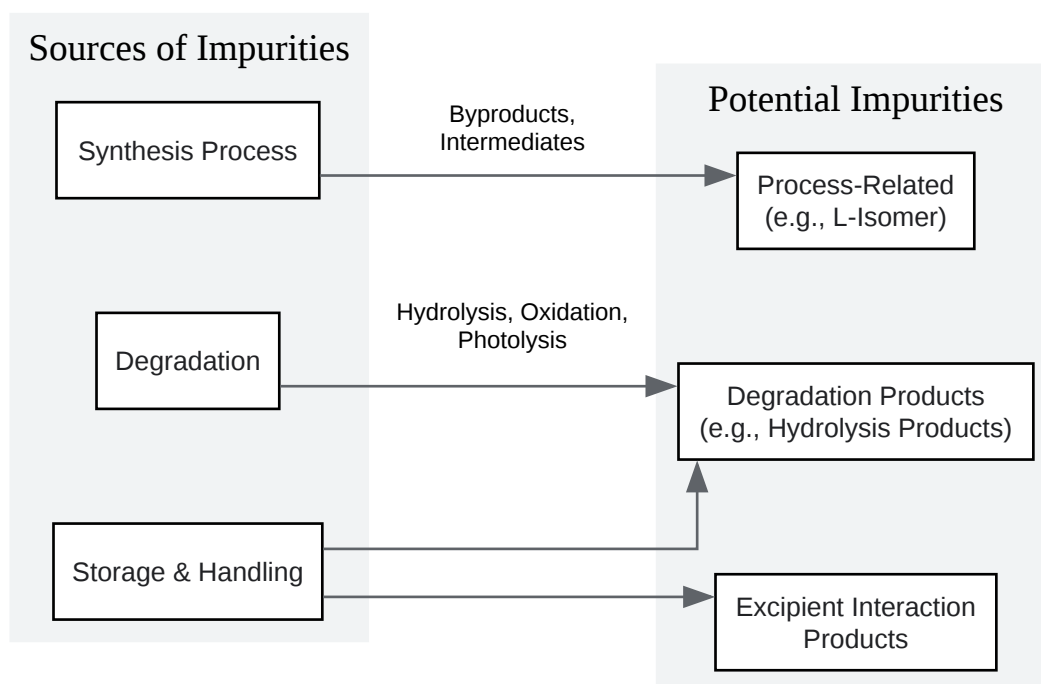 Sources of Impurities
Synthesis Process
Degradation
Storage & Handling
Byproducts,
Intermediates
Hydrolysis, Oxidation,
Photolysis
Potential Impurities
Process-Related
(e.g., L-Isomer)
Degradation Products
(e.g., Hydrolysis Products)
Excipient Interaction
Products